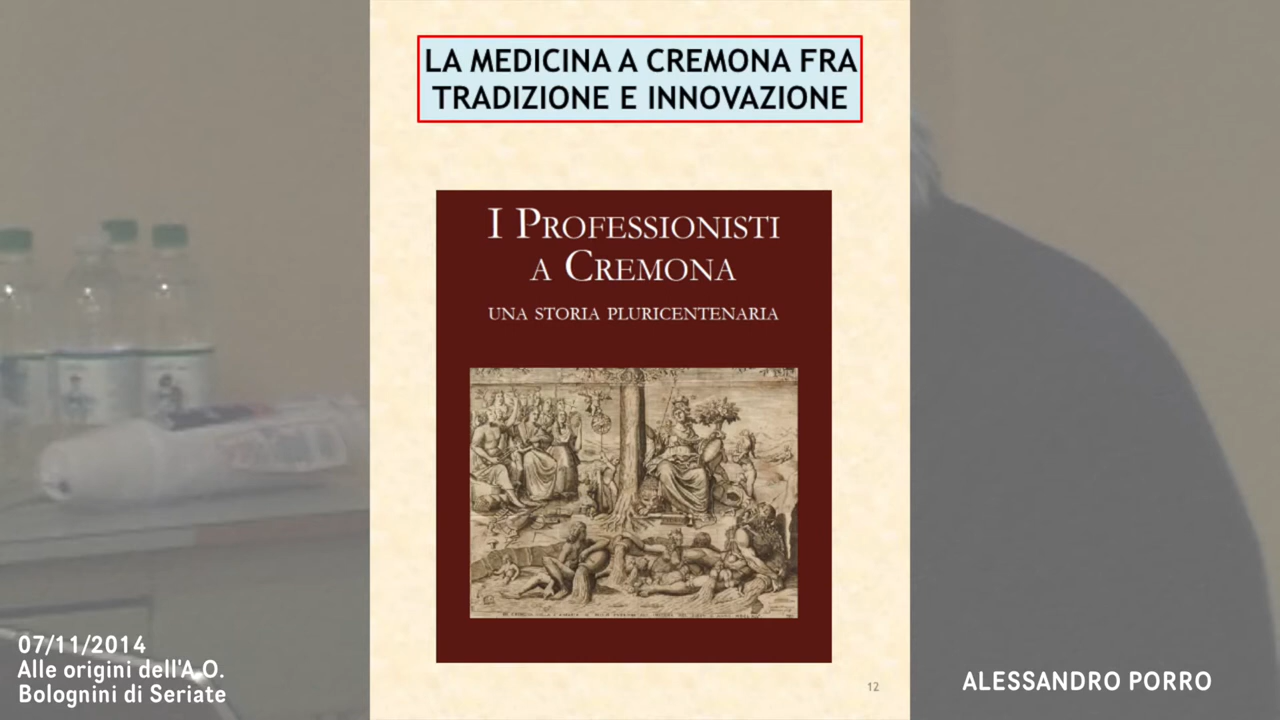 LA MEDICINA A CREMONA FRA
TRADIZIONE E INNOVAZIONE
I PROFESSIONISTI
A CREMONA
UNA STORIA PLURICENTENARIA
12
07/11/2014
Alle origini dell'A.O.
Bolognini di Seriate
ALESSANDRO PORRO